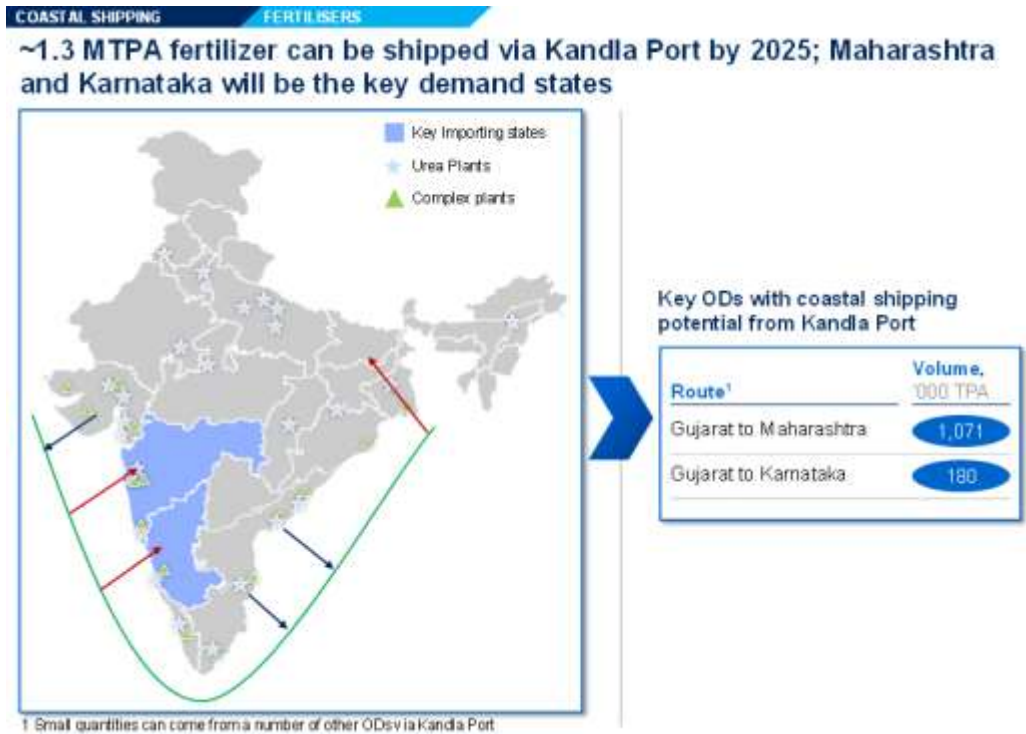 COASTAL SHIPPING
FERTILISERS
~1.3 MTPA fertilizer can be shipped via Kandla Port by 2025; Maharashtra
and Karnataka will be the key demand states
Key Importing states
Urea Plants
Complex plants
Key ODs with coastal shipping
potential from Kandla Port
Route¹
Volume,
'000 TPA
Gujarat to Maharashtra
1,071
Gujarat to Karnataka
180
1 Small quantities can come from a number of other ODs via Kandla Port